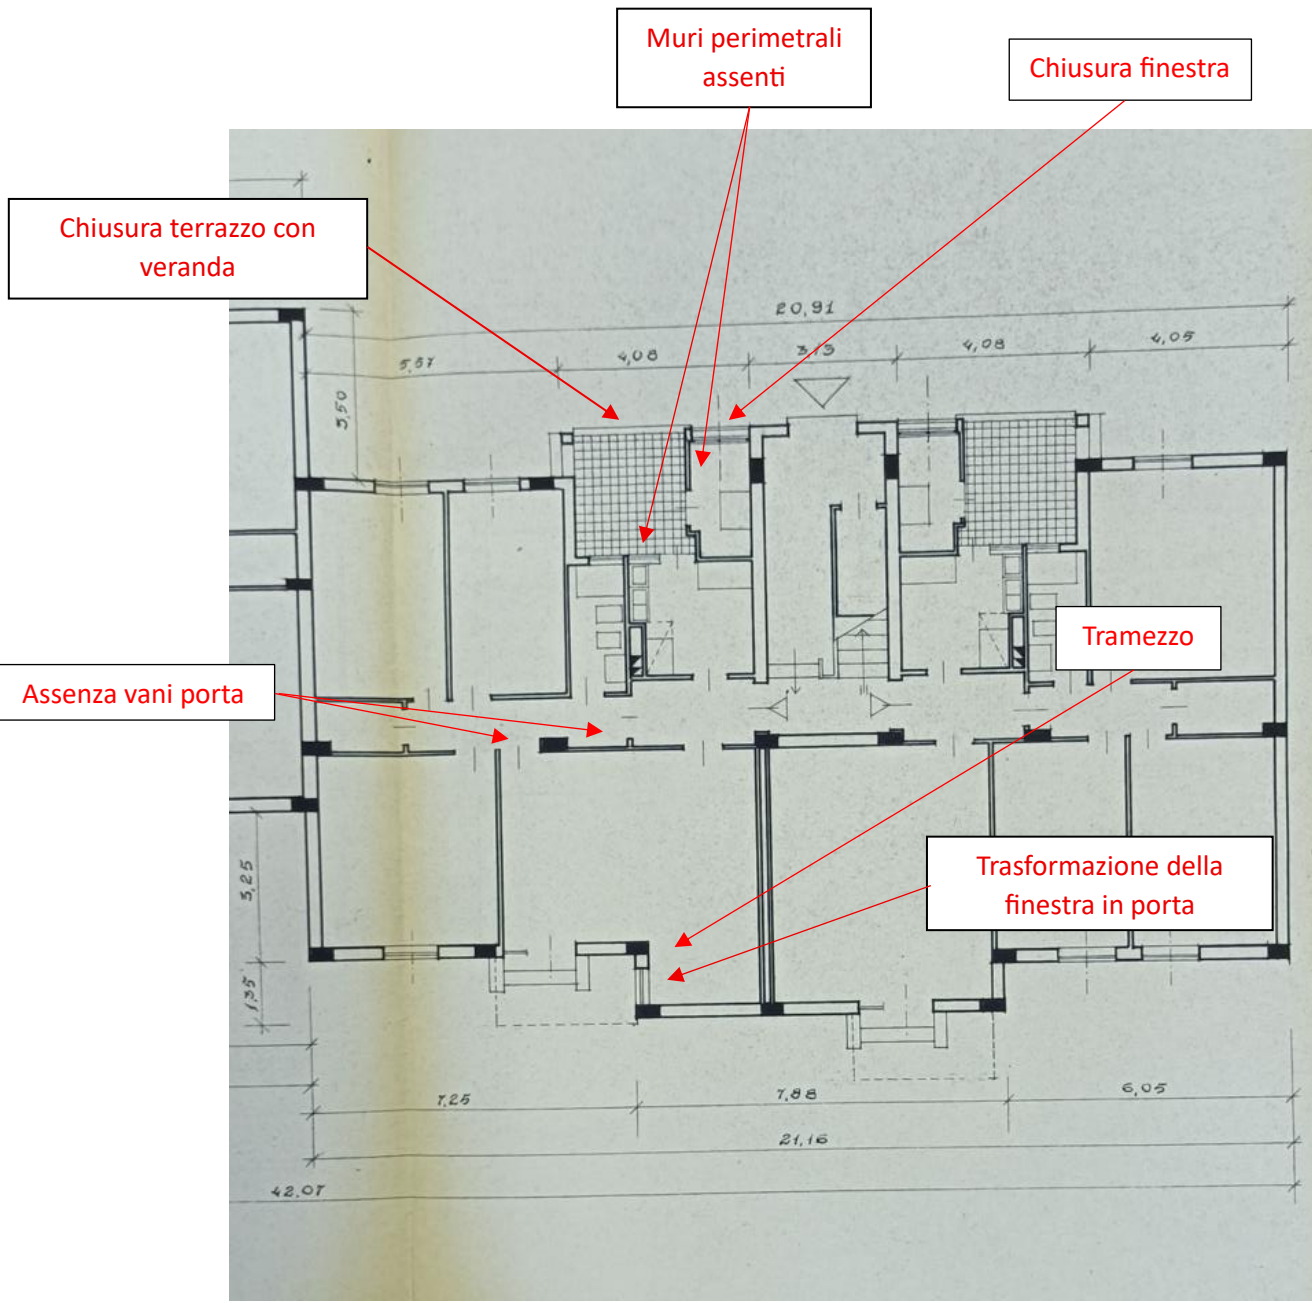 Muri perimetrali
assenti
Chiusura finestra
Chiusura terrazzo con
veranda
20,91
5,57
4,08
3,13
4,08
4,05
3,50
Tramezzo
Assenza vani porta
Trasformazione della
finestra in porta
3,25
1,35
7,25
7,88
6,05
21,16
42.07